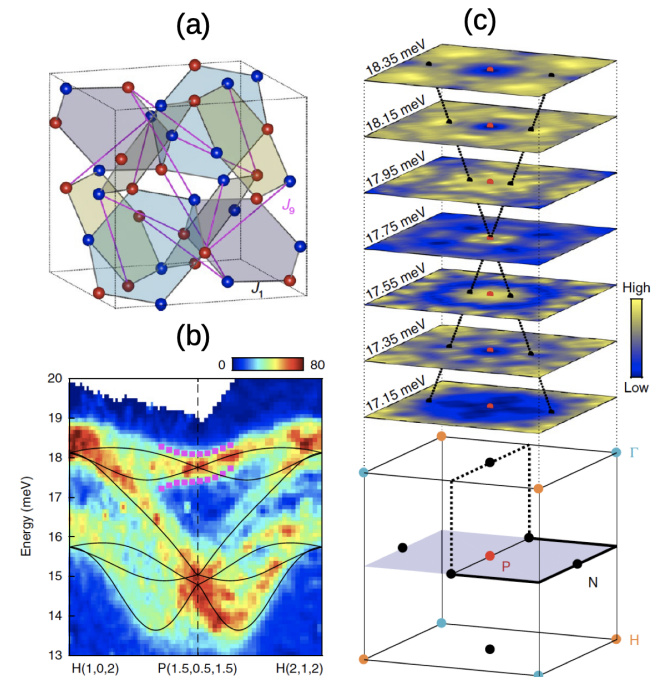 (a)
J9
J1
(b)
0
80
20
19
18
17
16
15
14
13
Energy (meV)
H(1,0,2)
P(1.5,0.5,1.5)
H(2,1,2)
(c)
18.35 meV
18.15 meV
17.95 meV
17.75 meV
17.55 meV
17.35 meV
17.15 meV
High
Low
Γ
P
N
H